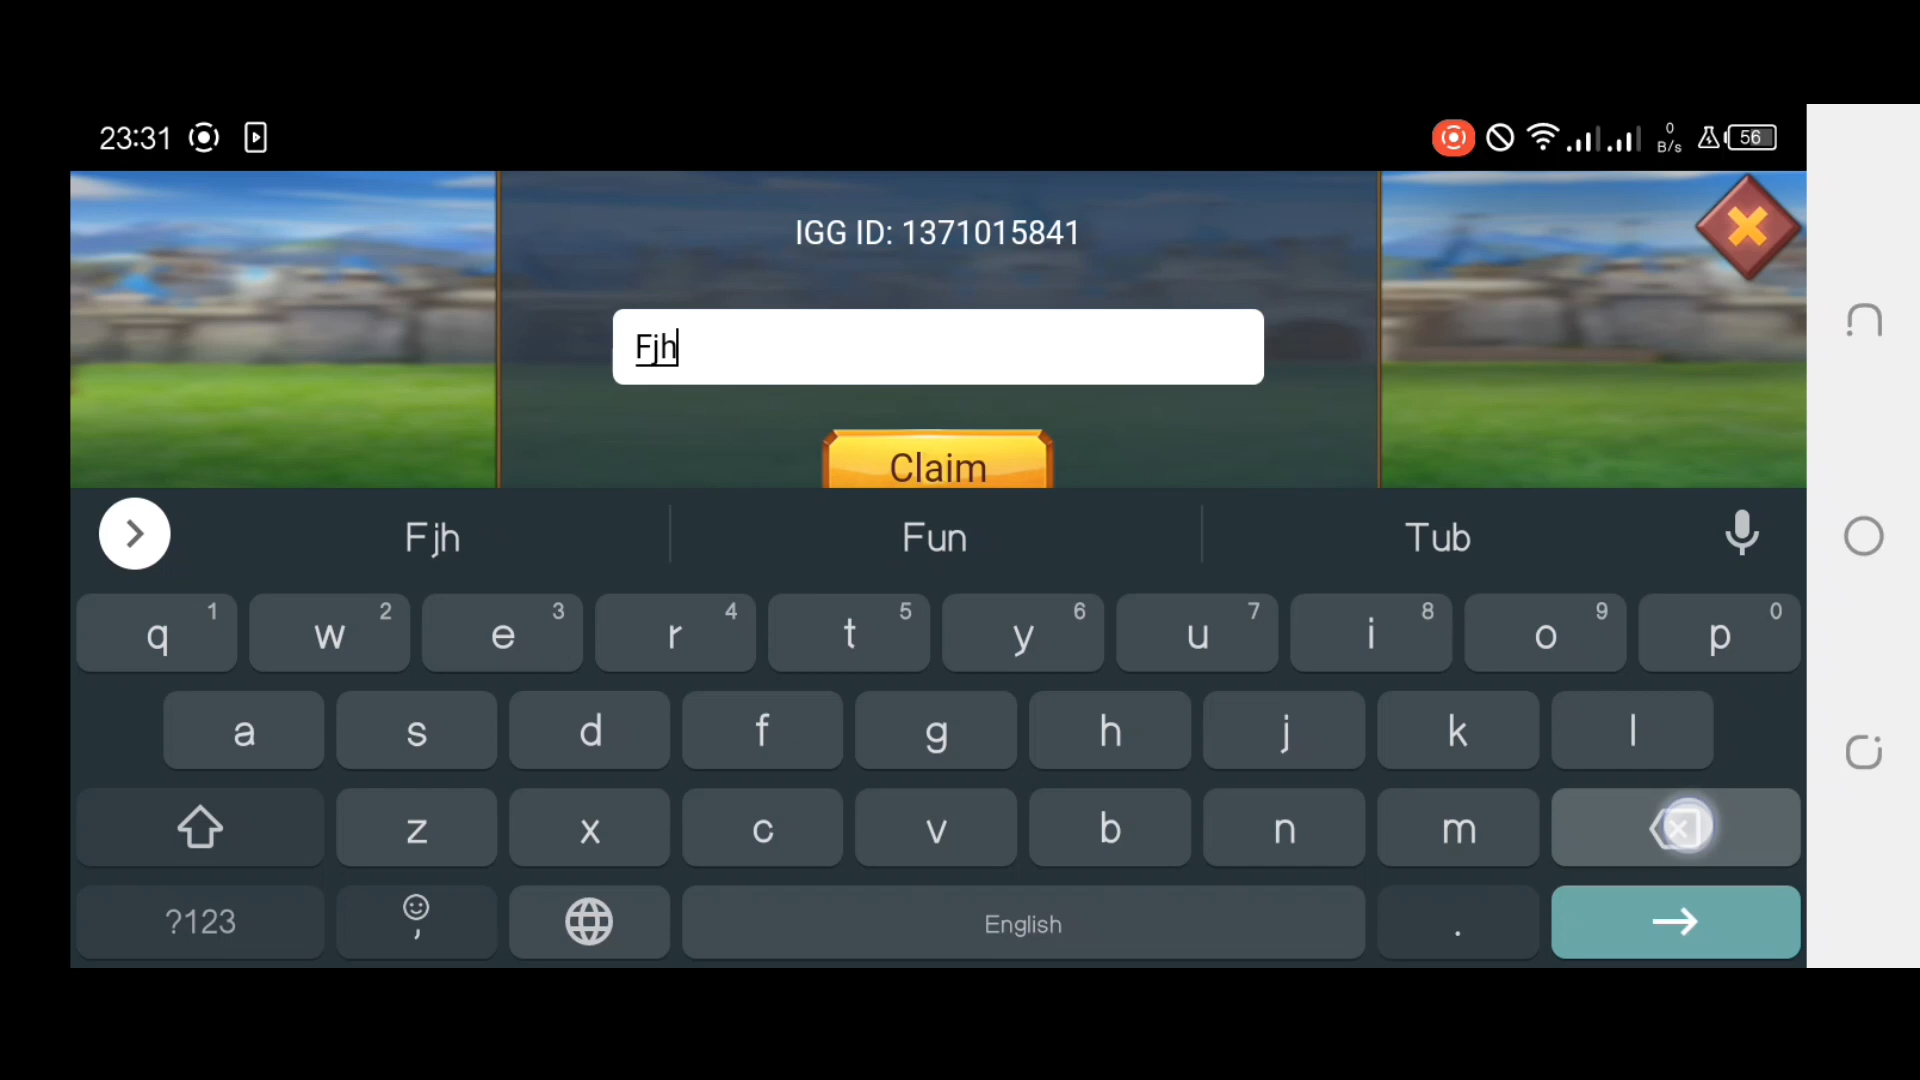 23:31
0
B/s
56
IGG ID: 1371015841
Fjh
Claim
Fjh Fun Tub
q 1 w 2 e 3 r 4 t 5 y 6 u 7 i 8 o 9 p 0
a s d f g h j k l
z x c v b n m
?123 , English .